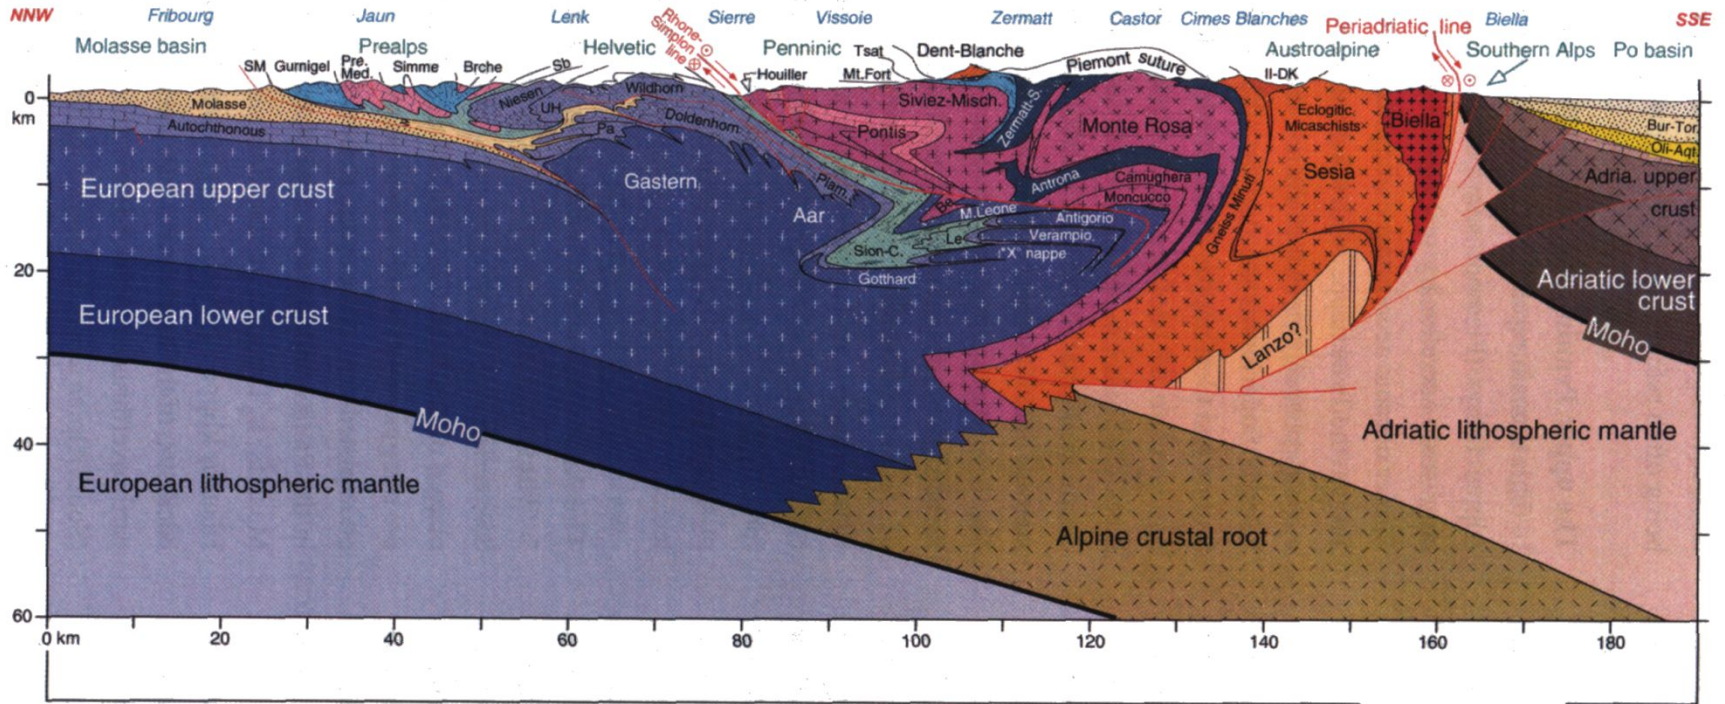 NNW
Fribourg
Jaun
Lenk
Sierre
Vissoie
Zermatt
Castor
Cimes Blanches
Biella
SSE
Molasse basin
Prealps
Helvetic
Rhone-
Simplon
line
Penninic
Tsat
Dent-Blanche
Piemont suture
Periadriatic line
Austroalpine
Southern Alps
Po basin
SM
Gurnigel
Pre.
Med.
Simme
Brche
Sb
Houiller
Mt.Fort
II-DK
0
km
Molasse
Autochthonous
Niesen
UH
Wildhorn
Pa
Doldenhorn
Siviez-Misch.
Pontis
Zermatt-S.
Monte Rosa
Eclogitic.
Micaschists
Biella
Bur-Tor.
Oli-Aqt.
European upper crust
Gastern
Plam.
Aar
Be
Antrona
Camughera
Moncucco
M.Leone
Antigorio
Verampio
"X" nappe
Le
Sion-C.
Gotthard
Gneiss Minuti
Sesia
Adria. upper
crust
20
European lower crust
Adriatic lower
crust
Moho
Lanzo?
40
Moho
European lithospheric mantle
Adriatic lithospheric mantle
Alpine crustal root
60
0 km
20
40
60
80
100
120
140
160
180